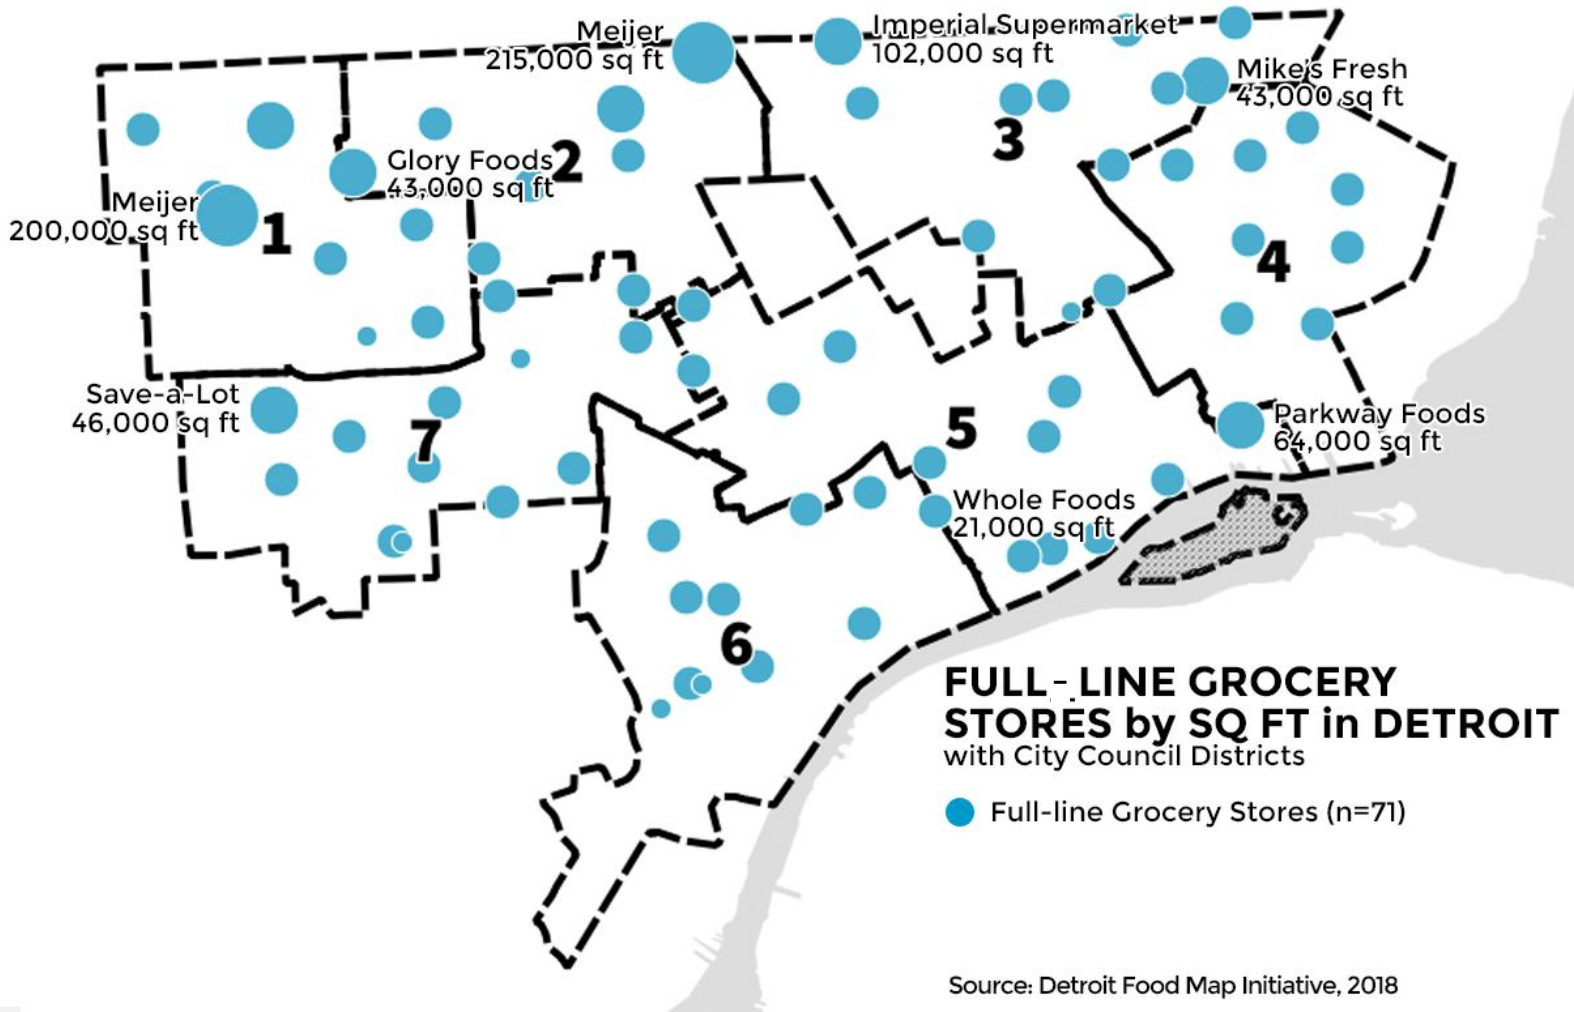 Meijer
215,000 sq ft
Imperial Supermarket
102,000 sq ft
Mike's Fresh
43,000 sq ft
Glory Foods
43,000 sq ft
2
3
Meijer
200,000 sq ft
1
4
Save-a-Lot
46,000 sq ft
7
5
Parkway Foods
64,000 sq ft
Whole Foods
21,000 sq ft
6
FULL-LINE GROCERY
STORES by SQ FT in DETROIT
with City Council Districts
Full-line Grocery Stores (n=71)
Source: Detroit Food Map Initiative, 2018